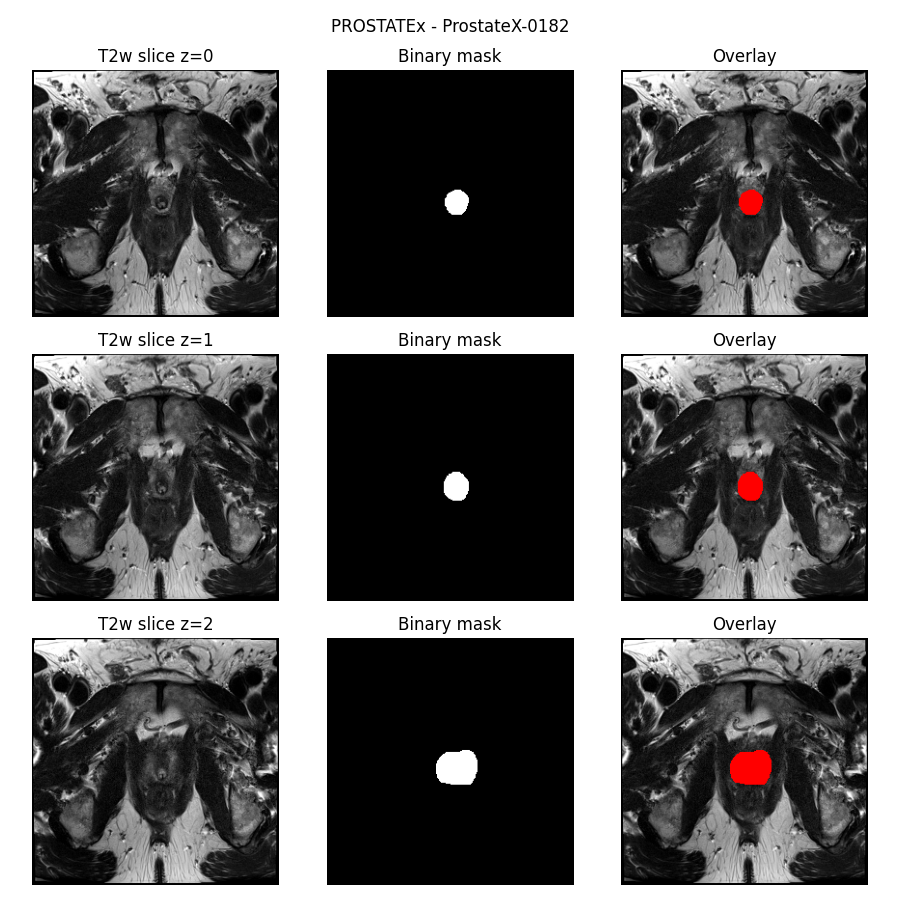 PROSTATEx - ProstateX-0182
T2w slice z=0 Binary mask Overlay
T2w slice z=1 Binary mask Overlay
T2w slice z=2 Binary mask Overlay